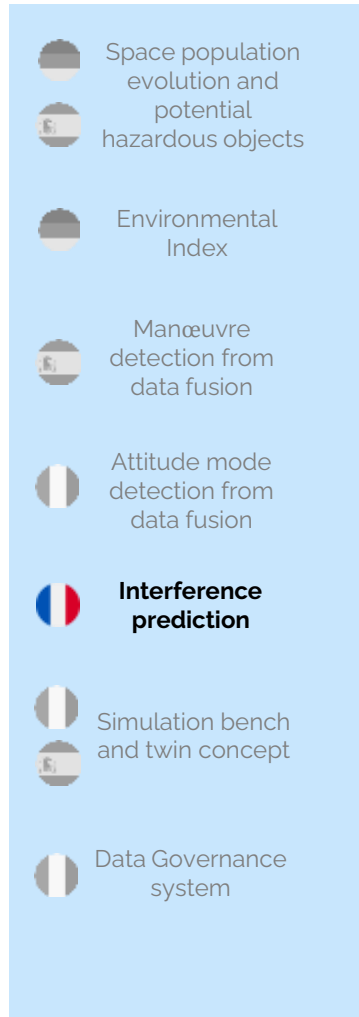 Space population
evolution and
potential
hazardous objects
Environmental
Index
Manœuvre
detection from
data fusion
Attitude mode
detection from
data fusion
Interference
prediction
Simulation bench
and twin concept
Data Governance
system